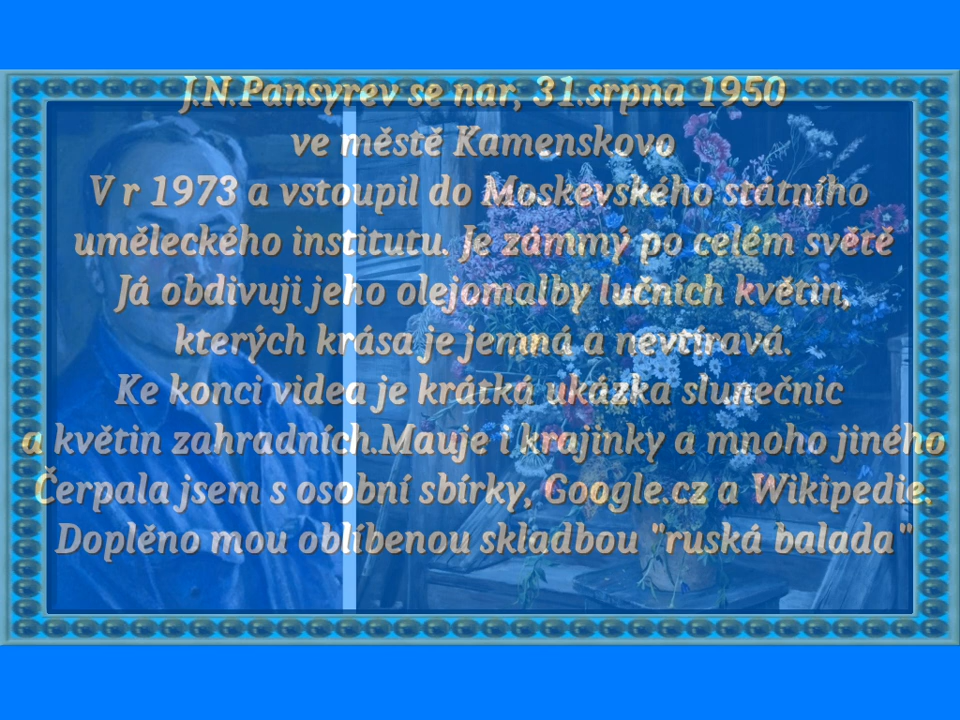 J.N.Pansyrev se nar, 31.srpna 1950
ve městě Kamenskovo
V r 1973 a vstoupil do Moskevského státního
uměleckého institutu. Je zámmý po celém světě
Já obdivuji jeho olejomalby lučních květin,
kterých krása je jemná a nevtíravá.
Ke konci videa je krátká ukázka slunečnic
a květin zahradních.Mauje i krajinky a mnoho jiného
Čerpala jsem s osobní sbírky, Google.cz a Wikipedie.
Doplěno mou oblíbenou skladbou "ruská balada"